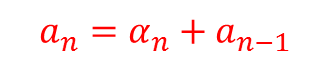 aₙ = αₙ + aₙ₋₁